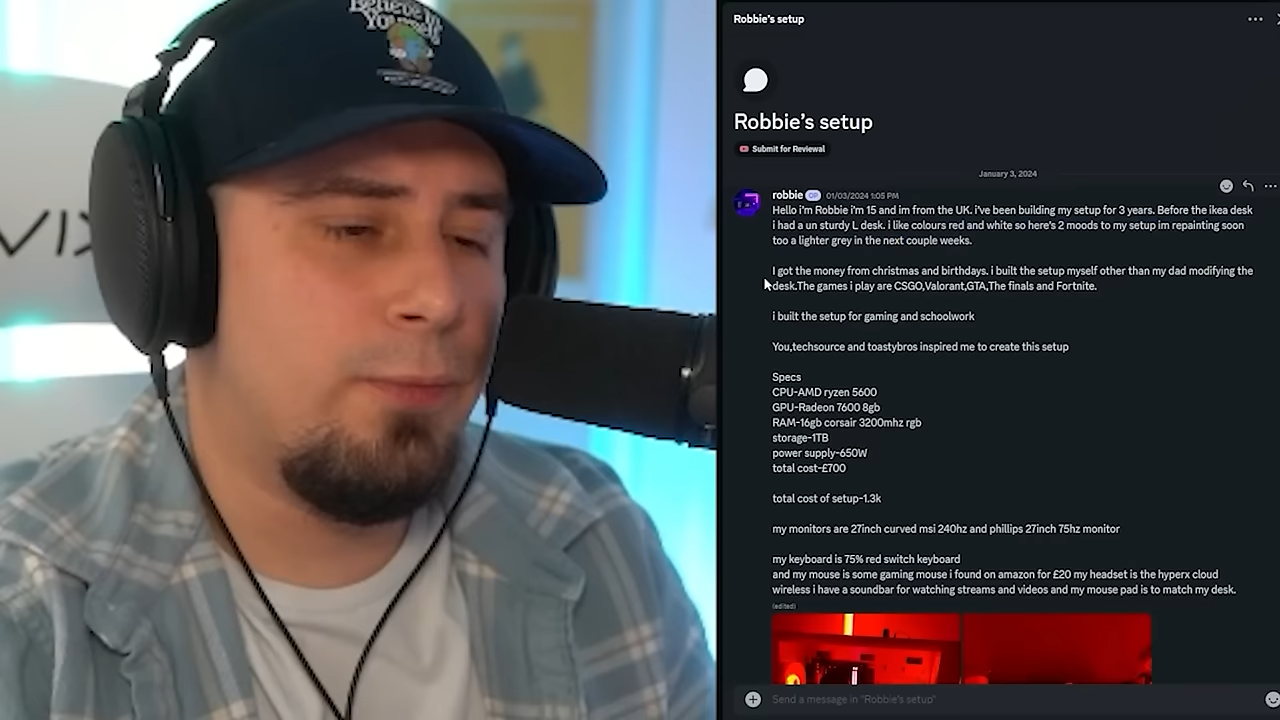 Believe in
Yourself
VIX
Robbie's setup
Robbie's setup
Submit for Reviewal
January 3, 2024
robbie OP 01/03/2024 1:05 PM
Hello i'm Robbie i'm 15 and im from the UK. i've been building my setup for 3 years. Before the ikea desk
i had a un sturdy L desk. i like colours red and white so here's 2 moods to my setup im repainting soon
too a lighter grey in the next couple weeks.
I got the money from christmas and birthdays. i built the setup myself other than my dad modifying the
desk.The games i play are CSGO,Valorant,GTA,The finals and Fortnite.
i built the setup for gaming and schoolwork
You,techsource and toastybros inspired me to create this setup
Specs
CPU-AMD ryzen 5600
GPU-Radeon 7600 8gb
RAM-16gb corsair 3200mhz rgb
storage-1TB
power supply-650W
total cost-£700
total cost of setup-1.3k
my monitors are 27inch curved msi 240hz and phillips 27inch 75hz monitor
my keyboard is 75% red switch keyboard
and my mouse is some gaming mouse i found on amazon for £20 my headset is the hyperx cloud
wireless i have a soundbar for watching streams and videos and my mouse pad is to match my desk.
(edited)
Send a message in "Robbie's setup"